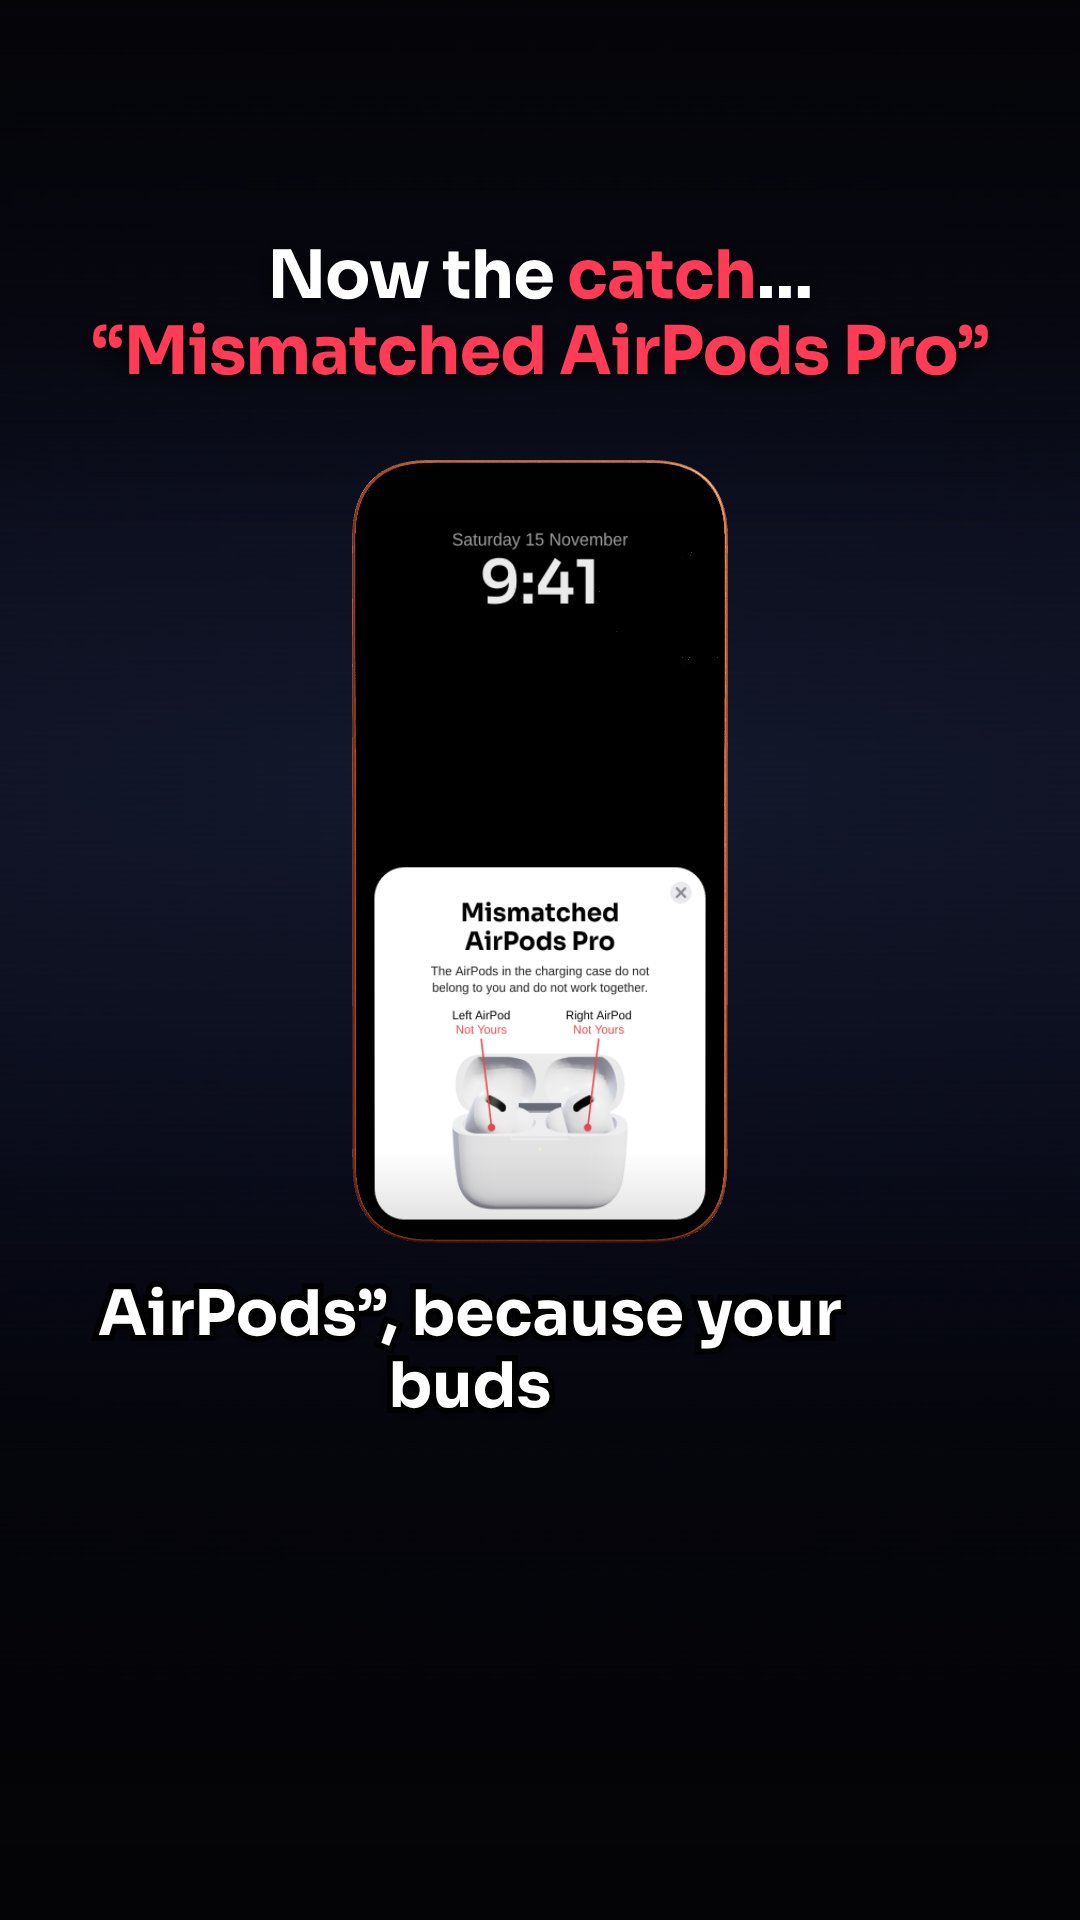 Now the catch...
“Mismatched AirPods Pro”
Saturday 15 November
9:41
Mismatched
AirPods Pro
The AirPods in the charging case do not
belong to you and do not work together.
Left AirPod
Not Yours
Right AirPod
Not Yours
AirPods”, because your
buds